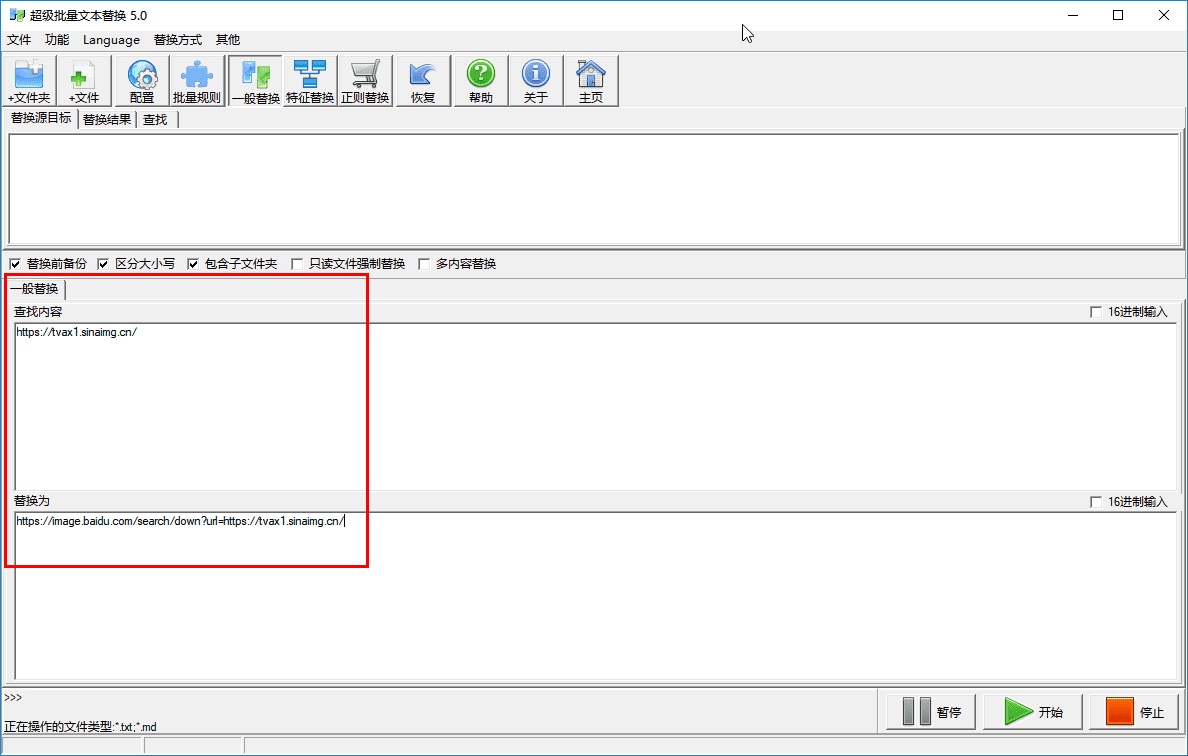 超级批量文本替换 5.0
文件 功能 Language 替换方式 其他
+文件夹 +文件 配置 批量规则 一般替换 特征替换 正则替换 恢复 帮助 关于 主页
替换源目标 替换结果 查找
替换前备份 区分大小写 包含子文件夹 只读文件强制替换 多内容替换
一般替换
查找内容 16进制输入
https://tvax1.sinaimg.cn/
替换为 16进制输入
https://image.baidu.com/search/down?url=https://tvax1.sinaimg.cn/
>>>
暂停 开始 停止
正在操作的文件类型:*.txt;*.md